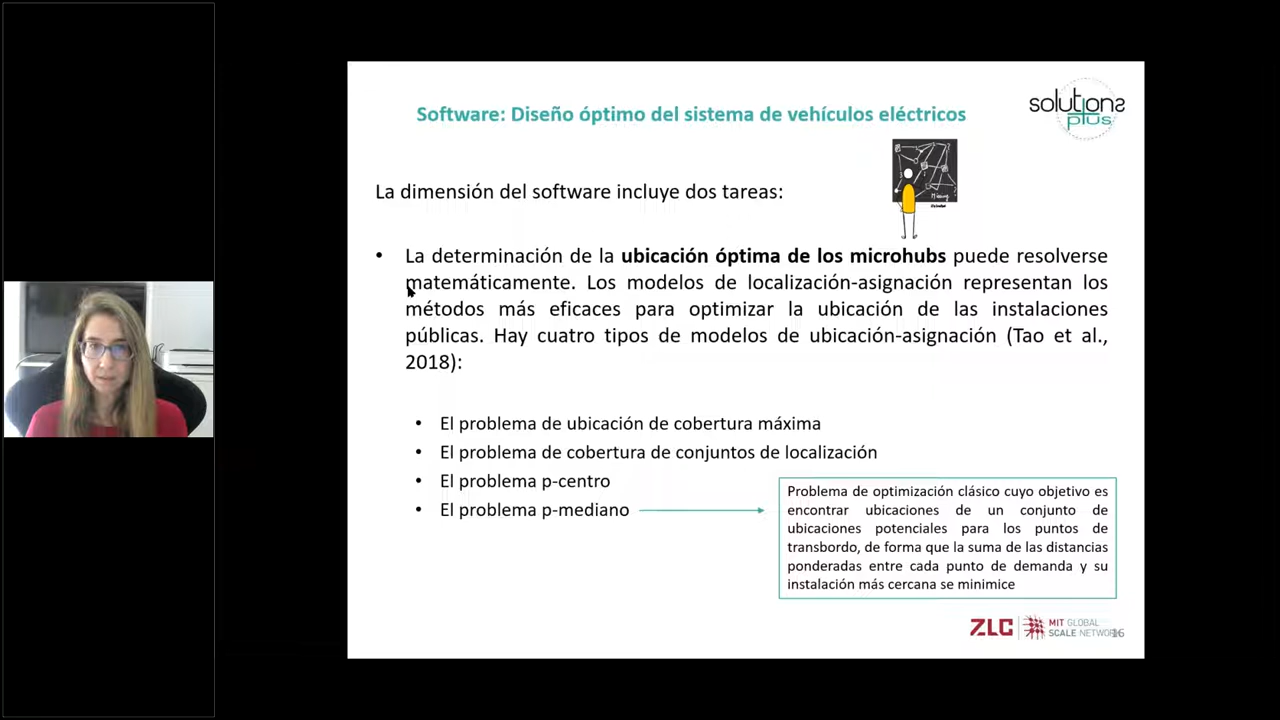 Software: Diseño óptimo del sistema de vehículos eléctricos
solutions
plus
La dimensión del software incluye dos tareas:
• La determinación de la ubicación óptima de los microhubs puede resolverse
matemáticamente. Los modelos de localización-asignación representan los
métodos más eficaces para optimizar la ubicación de las instalaciones
públicas. Hay cuatro tipos de modelos de ubicación-asignación (Tao et al.,
2018):
• El problema de ubicación de cobertura máxima
• El problema de cobertura de conjuntos de localización
• El problema p-centro
• El problema p-mediano
Problema de optimización clásico cuyo objetivo es
encontrar ubicaciones de un conjunto de
ubicaciones potenciales para los puntos de
transbordo, de forma que la suma de las distancias
ponderadas entre cada punto de demanda y su
instalación más cercana se minimice
ZLC
MIT GLOBAL
SCALE NETWORK
16